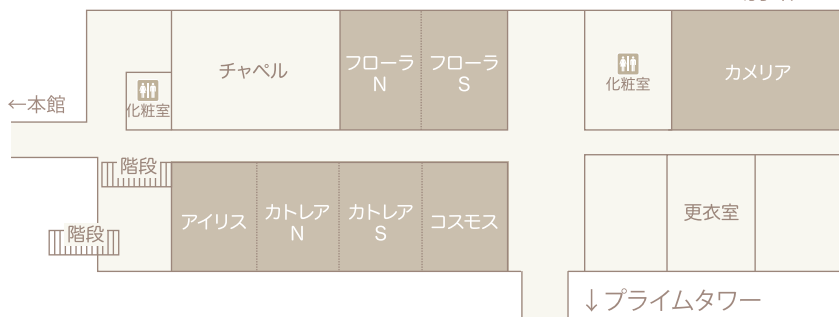 チャペル
フローラ
N
フローラ
S
化粧室
カメリア
化粧室
←本館
階段
アイリス
カトレア
N
カトレア
S
コスモス
更衣室
階段
↓プライムタワー